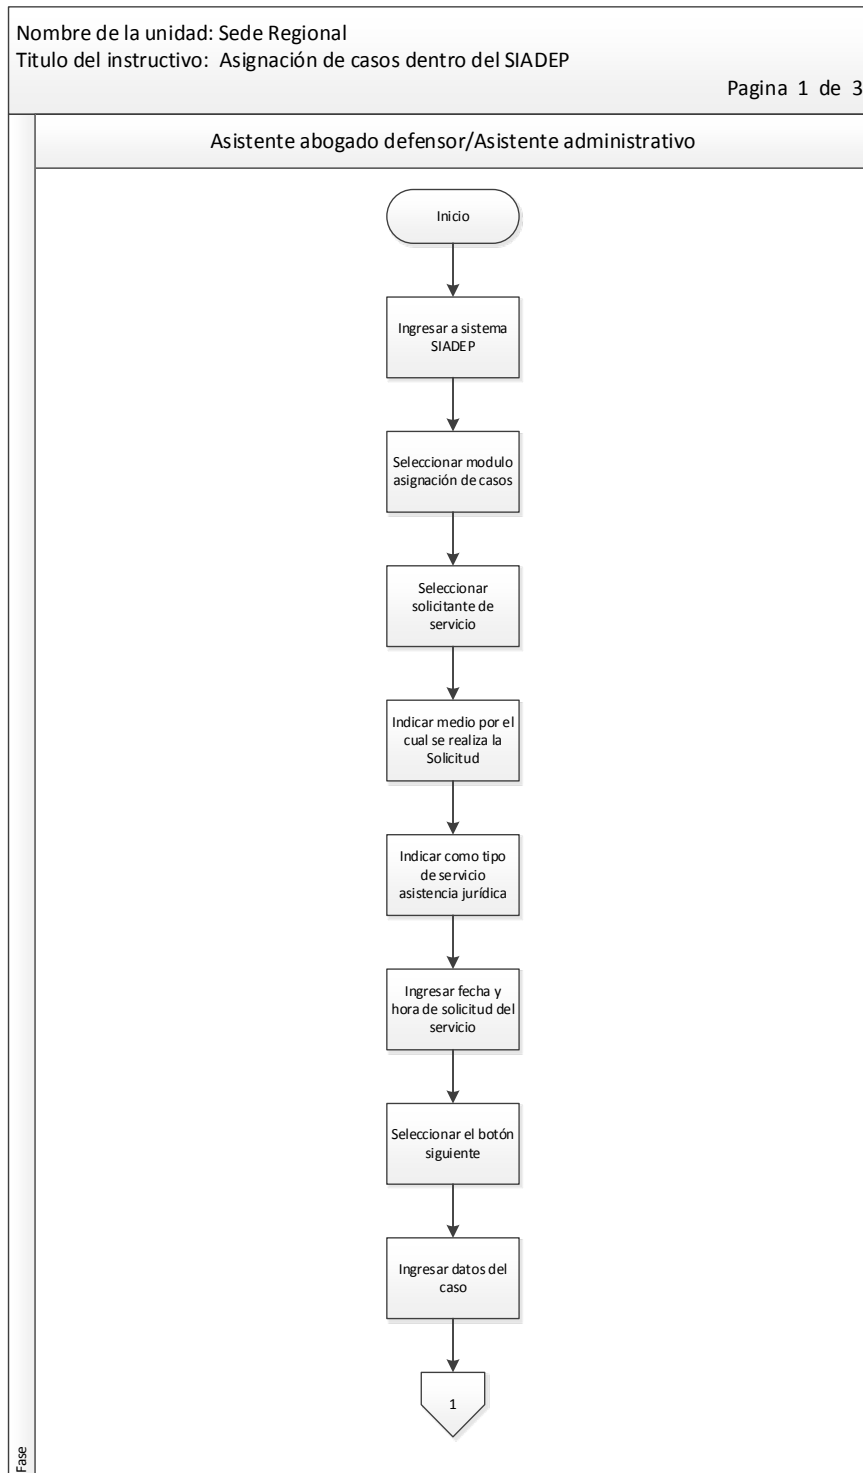 Nombre de la unidad: Sede Regional
Titulo del instructivo: Asignación de casos dentro del SIADEP
Pagina 1 de 3
Asistente abogado defensor/Asistente administrativo
Inicio
Ingresar a sistema
SIADEP
Seleccionar modulo
asignación de casos
Seleccionar
solicitante de
servicio
Indicar medio por el
cual se realiza la
Solicitud
Indicar como tipo
de servicio
asistencia jurídica
Ingresar fecha y
hora de solicitud del
servicio
Seleccionar el botón
siguiente
Ingresar datos del
caso
1
Fase